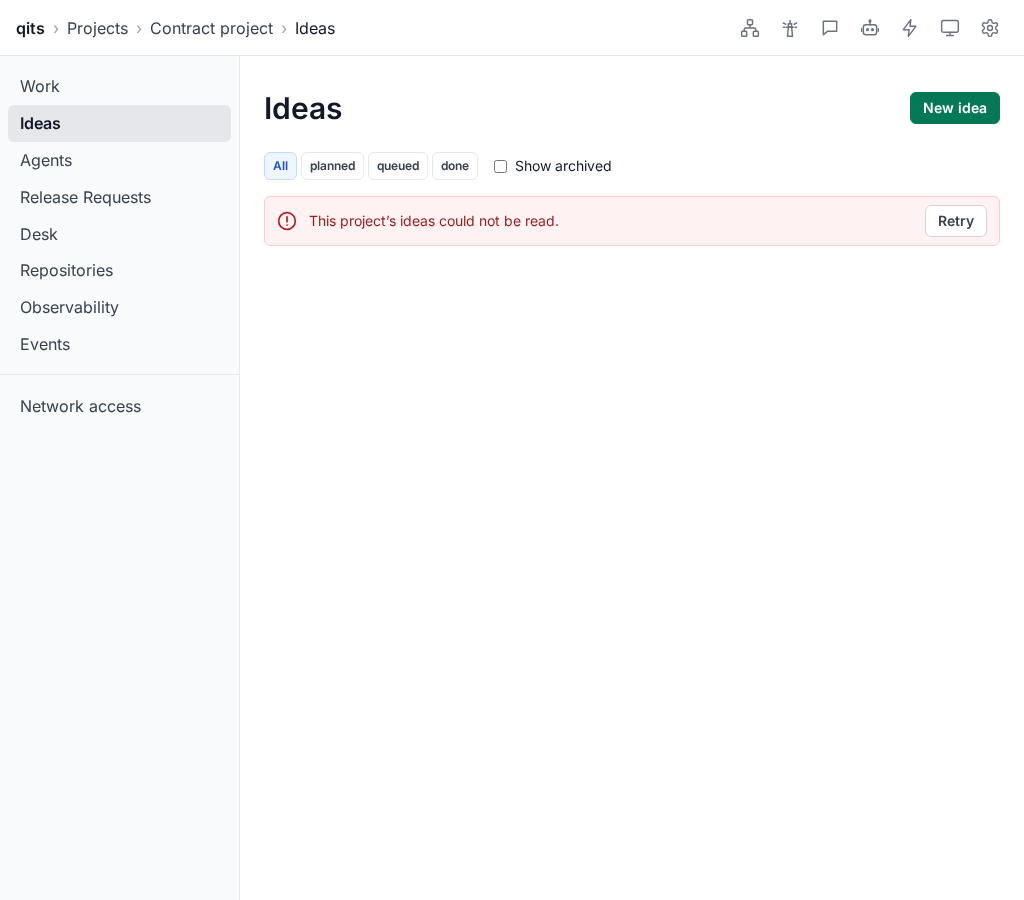 qits › Projects › Contract project › Ideas
Work
Ideas
Agents
Release Requests
Desk
Repositories
Observability
Events
Network access
Ideas
New idea
All planned queued done Show archived
This project’s ideas could not be read.
Retry